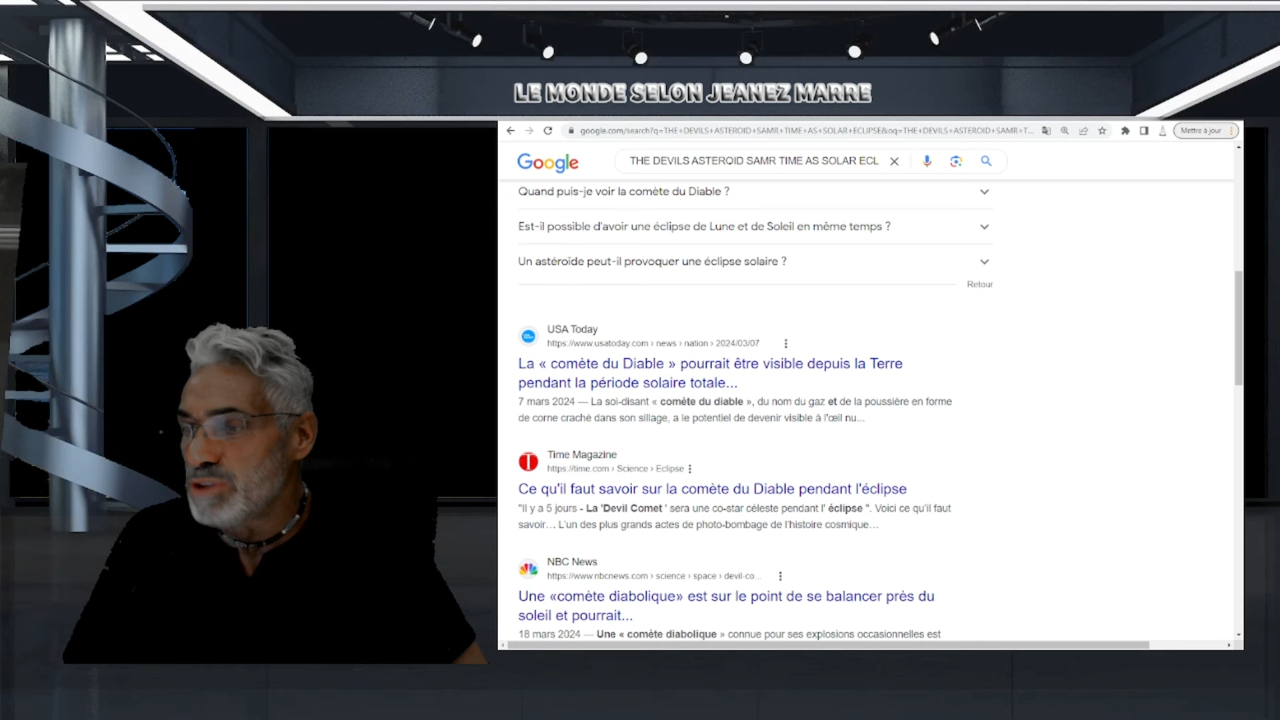 LE MONDE SELON JEANEZ MARRE
google.com/search?q=THE+DEVILS+ASTEROID+SAMR+TIME+AS+SOLAR+ECLIPSE&oq=THE+DEVILS+ASTEROID+SAMR+T...
Mettre à jour
Google
THE DEVILS ASTEROID SAMR TIME AS SOLAR ECL
Quand puis-je voir la comète du Diable ?
Est-il possible d'avoir une éclipse de Lune et de Soleil en même temps ?
Un astéroïde peut-il provoquer une éclipse solaire ?
Retour
USA Today
https://www.usatoday.com › news › nation › 2024/03/07
La « comète du Diable » pourrait être visible depuis la Terre
pendant la période solaire totale...
7 mars 2024 — La soi-disant « comète du diable », du nom du gaz et de la poussière en forme
de corne craché dans son sillage, a le potentiel de devenir visible à l'œil nu...
Time Magazine
https://time.com › Science › Eclipse
Ce qu'il faut savoir sur la comète du Diable pendant l'éclipse
"Il y a 5 jours - La 'Devil Comet ' sera une co-star céleste pendant l' éclipse ". Voici ce qu'il faut
savoir... L'un des plus grands actes de photo-bombage de l'histoire cosmique...
NBC News
https://www.nbcnews.com › science › space › devil-co...
Une «comète diabolique» est sur le point de se balancer près du
soleil et pourrait...
18 mars 2024 — Une « comète diabolique » connue pour ses explosions occasionnelles est